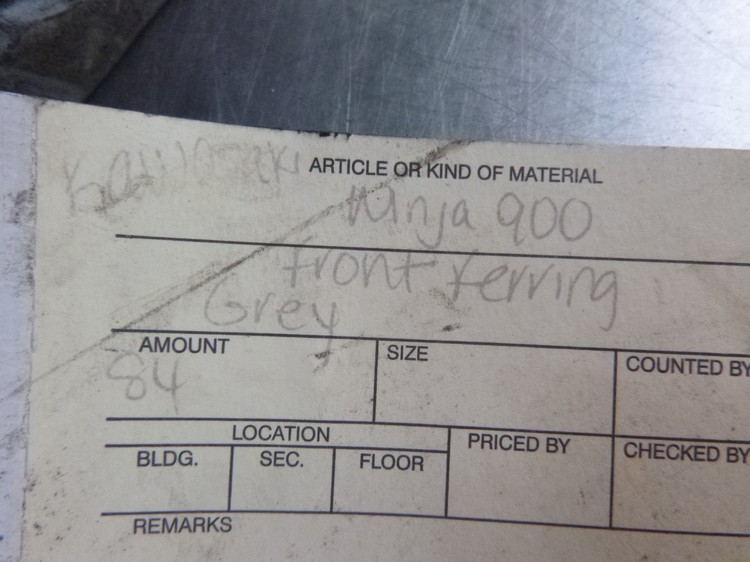 Kawasaki ARTICLE OR KIND OF MATERIAL
Ninja 900
front ferring
Grey
AMOUNT SIZE COUNTED BY
84
LOCATION PRICED BY CHECKED BY
BLDG. SEC. FLOOR
REMARKS